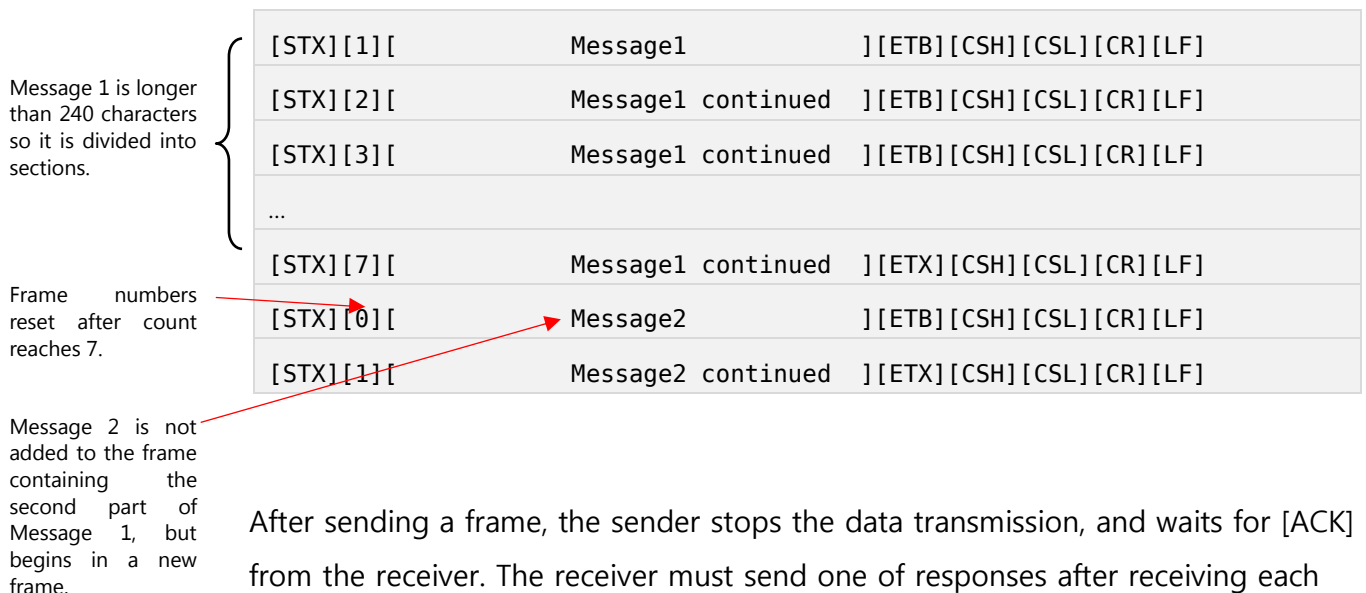 [STX][1][ Message1 ][ETB][CSH][CSL][CR][LF]
[STX][2][ Message1 continued ][ETB][CSH][CSL][CR][LF]
[STX][3][ Message1 continued ][ETB][CSH][CSL][CR][LF]
…
[STX][7][ Message1 continued ][ETX][CSH][CSL][CR][LF]
[STX][0][ Message2 ][ETB][CSH][CSL][CR][LF]
[STX][1][ Message2 continued ][ETX][CSH][CSL][CR][LF]
Message 1 is longer
than 240 characters
so it is divided into
sections.
Frame numbers
reset after count
reaches 7.
Message 2 is not
added to the frame
containing the
second part of
Message 1, but
begins in a new
frame.
After sending a frame, the sender stops the data transmission, and waits for [ACK]
from the receiver. The receiver must send one of responses after receiving each